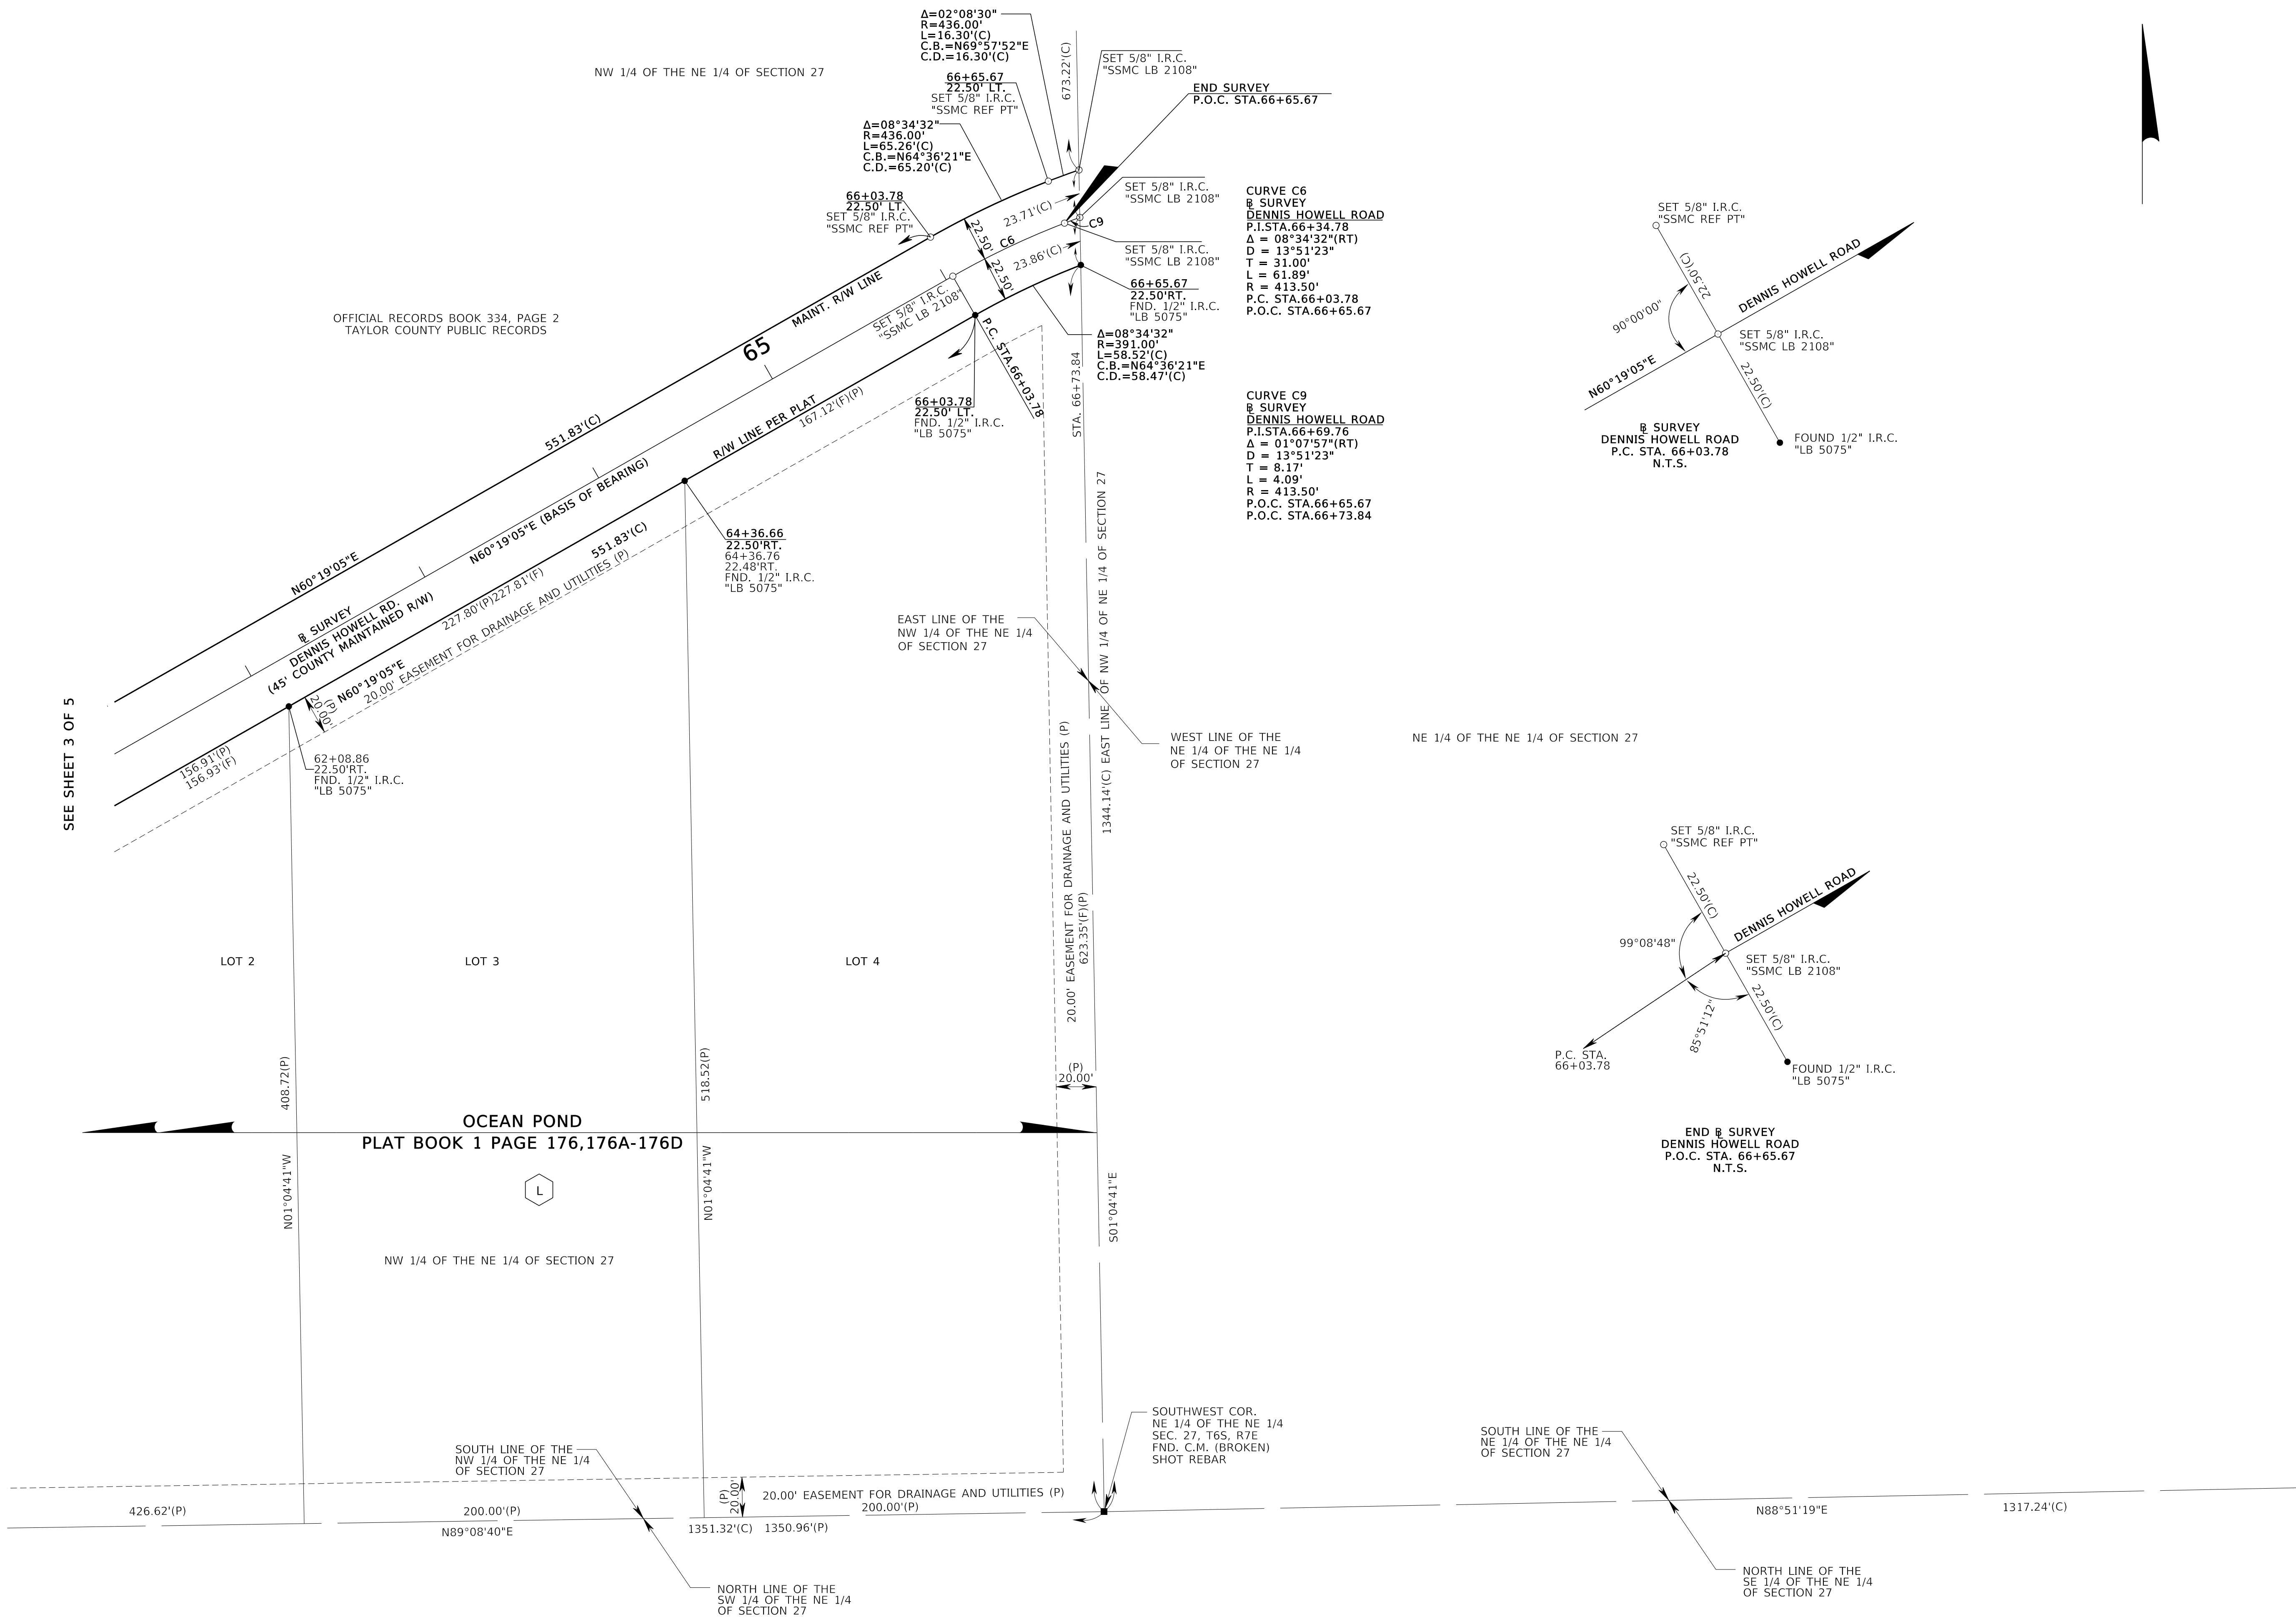 Δ=02°08'30"
R=436.00'
L=16.30'(C)
C.B.=N69°57'52"E
C.D.=16.30'(C)
673.22'(C)
SET 5/8" I.R.C.
"SSMC LB 2108"
NW 1/4 OF THE NE 1/4 OF SECTION 27
66+65.67
22.50' LT.
SET 5/8" I.R.C.
"SSMC REF PT"
END SURVEY
P.O.C. STA.66+65.67
Δ=08°34'32"
R=436.00'
L=65.26'(C)
C.B.=N64°36'21"E
C.D.=65.20'(C)
66+03.78
22.50' LT.
SET 5/8" I.R.C.
"SSMC REF PT"
SET 5/8" I.R.C.
"SSMC LB 2108"
23.71'(C)
C9
C6
22.50'
22.50'
23.86'(C)
SET 5/8" I.R.C.
"SSMC LB 2108"
66+65.67
22.50'RT.
FND. 1/2" I.R.C.
"LB 5075"
CURVE C6
℄ SURVEY
DENNIS HOWELL ROAD
P.I.STA.66+34.78
Δ = 08°34'32"(RT)
D = 13°51'23"
T = 31.00'
L = 61.89'
R = 413.50'
P.C. STA.66+03.78
P.O.C. STA.66+65.67
SET 5/8" I.R.C.
"SSMC REF PT"
22.50'(C)
DENNIS HOWELL ROAD
90°00'00"
SET 5/8" I.R.C.
"SSMC LB 2108"
N60°19'05"E
22.50'(C)
FOUND 1/2" I.R.C.
"LB 5075"
℄ SURVEY
DENNIS HOWELL ROAD
P.C. STA. 66+03.78
N.T.S.
OFFICIAL RECORDS BOOK 334, PAGE 2
TAYLOR COUNTY PUBLIC RECORDS
MAINT. R/W LINE
65
SET 5/8" I.R.C.
"SSMC LB 2108"
P.C. STA.66+03.78
Δ=08°34'32"
R=391.00'
L=58.52'(C)
C.B.=N64°36'21"E
C.D.=58.47'(C)
STA. 66+73.84
66+03.78
22.50' LT.
FND. 1/2" I.R.C.
"LB 5075"
CURVE C9
℄ SURVEY
DENNIS HOWELL ROAD
P.I.STA.66+69.76
Δ = 01°07'57"(RT)
D = 13°51'23"
T = 8.17'
L = 4.09'
R = 413.50'
P.O.C. STA.66+65.67
P.O.C. STA.66+73.84
551.83'(C)
R/W LINE PER PLAT
167.12'(F)(P)
N60°19'05"E (BASIS OF BEARING)
551.83'(C)
64+36.66
22.50'RT.
64+36.76
22.48'RT.
FND. 1/2" I.R.C.
"LB 5075"
N60°19'05"E
℄ SURVEY
DENNIS HOWELL RD.
(45' COUNTY MAINTAINED R/W)
227.80'(P)227.81'(F)
N60°19'05"E
20.00' EASEMENT FOR DRAINAGE AND UTILITIES (P)
(P)
20.00'
156.91'(P)
156.93'(F)
62+08.86
22.50'RT.
FND. 1/2" I.R.C.
"LB 5075"
SEE SHEET 3 OF 5
EAST LINE OF THE
NW 1/4 OF THE NE 1/4
OF SECTION 27
1344.14'(C) EAST LINE OF NW 1/4 OF NE 1/4 OF SECTION 27
WEST LINE OF THE
NE 1/4 OF THE NE 1/4
OF SECTION 27
NE 1/4 OF THE NE 1/4 OF SECTION 27
20.00' EASEMENT FOR DRAINAGE AND UTILITIES (P)
623.35'(F)(P)
SET 5/8" I.R.C.
"SSMC REF PT"
22.50'(C)
DENNIS HOWELL ROAD
99°08'48"
SET 5/8" I.R.C.
"SSMC LB 2108"
22.50'(C)
85°51'12"
P.C. STA.
66+03.78
FOUND 1/2" I.R.C.
"LB 5075"
END ℄ SURVEY
DENNIS HOWELL ROAD
P.O.C. STA. 66+65.67
N.T.S.
LOT 2
LOT 3
LOT 4
408.72(P)
518.52(P)
(P)
20.00'
OCEAN POND
PLAT BOOK 1 PAGE 176,176A-176D
N01°04'41"W
N01°04'41"W
S01°04'41"E
L
NW 1/4 OF THE NE 1/4 OF SECTION 27
SOUTHWEST COR.
NE 1/4 OF THE NE 1/4
SEC. 27, T6S, R7E
FND. C.M. (BROKEN)
SHOT REBAR
SOUTH LINE OF THE
NW 1/4 OF THE NE 1/4
OF SECTION 27
SOUTH LINE OF THE
NE 1/4 OF THE NE 1/4
OF SECTION 27
(P)
20.00'
20.00' EASEMENT FOR DRAINAGE AND UTILITIES (P)
426.62'(P)
200.00'(P)
200.00'(P)
N89°08'40"E
1351.32'(C) 1350.96'(P)
N88°51'19"E
1317.24'(C)
NORTH LINE OF THE
SW 1/4 OF THE NE 1/4
OF SECTION 27
NORTH LINE OF THE
SE 1/4 OF THE NE 1/4
OF SECTION 27